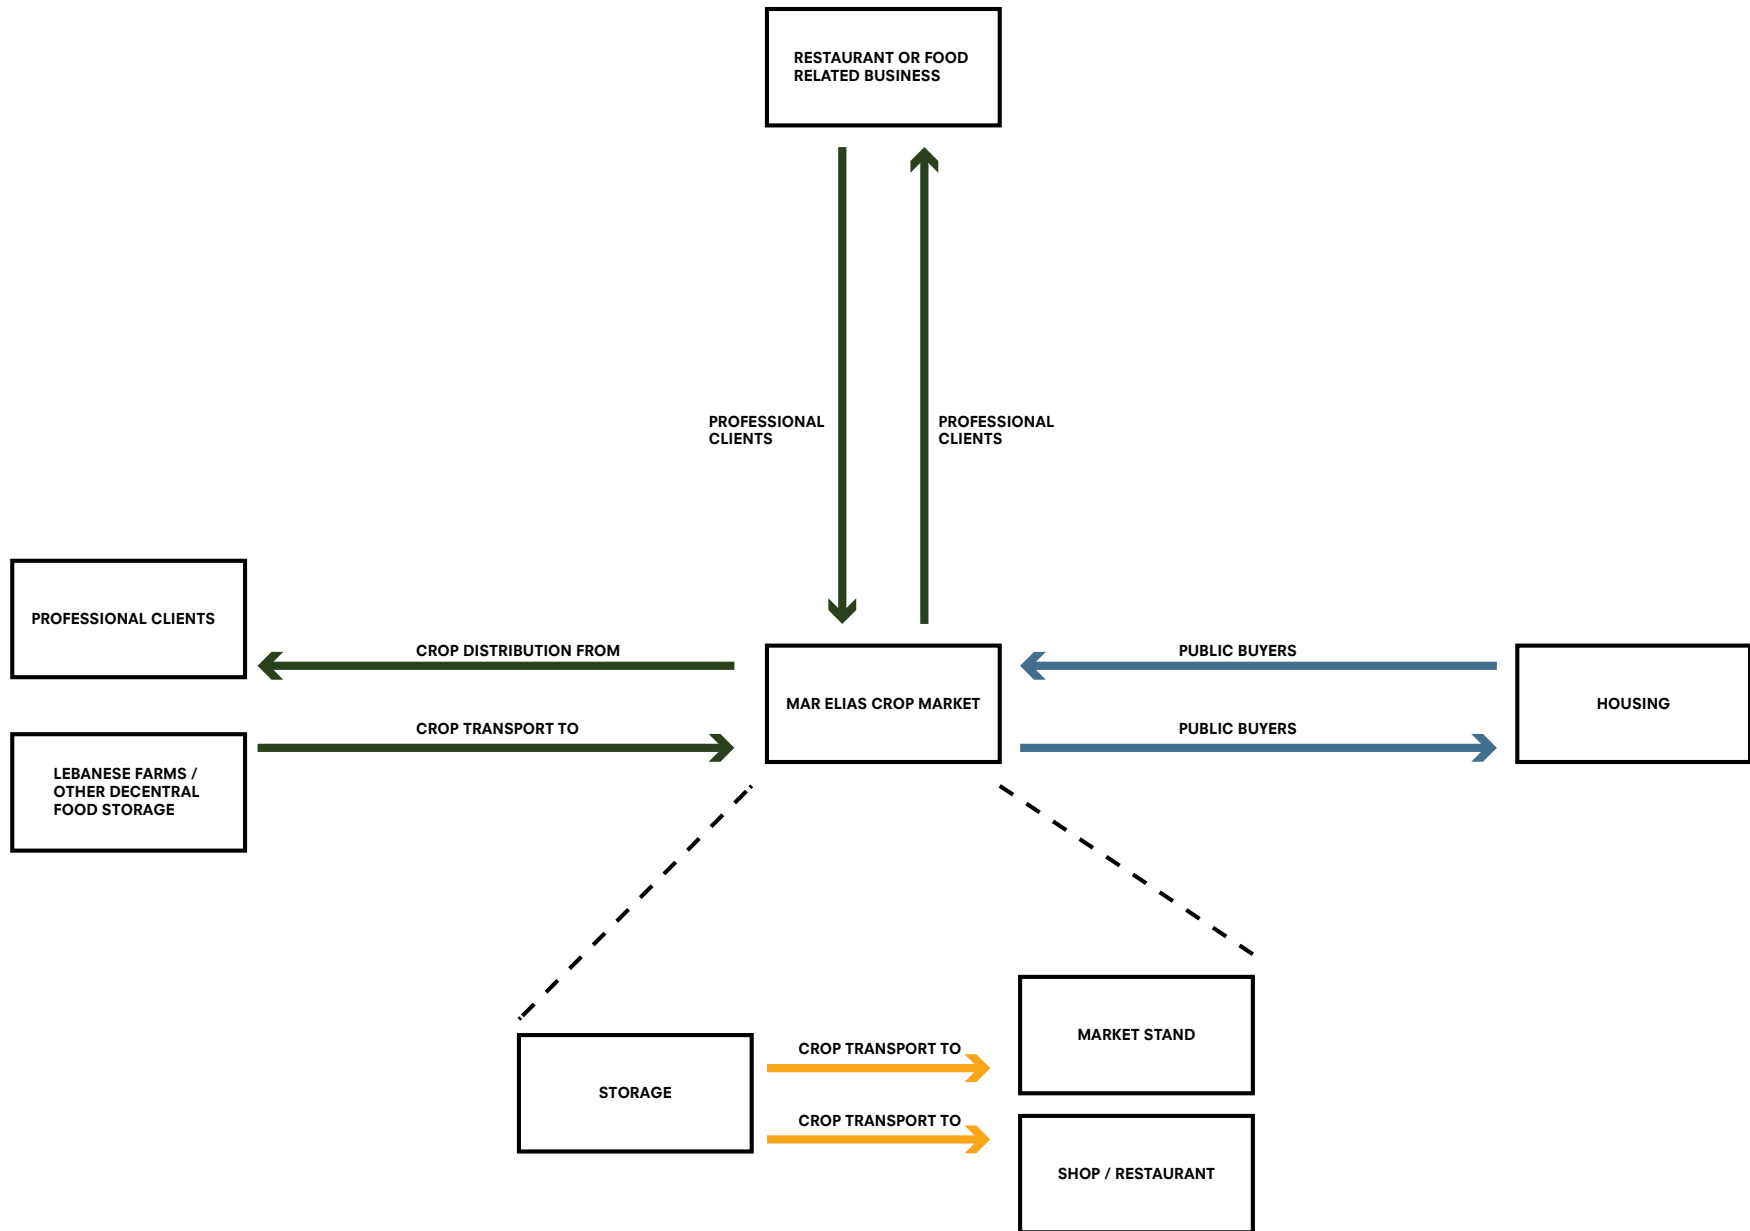 RESTAURANT OR FOOD
RELATED BUSINESS
PROFESSIONAL
CLIENTS
PROFESSIONAL
CLIENTS
PROFESSIONAL CLIENTS
CROP DISTRIBUTION FROM
PUBLIC BUYERS
MAR ELIAS CROP MARKET
HOUSING
CROP TRANSPORT TO
PUBLIC BUYERS
LEBANESE FARMS /
OTHER DECENTRAL
FOOD STORAGE
MARKET STAND
CROP TRANSPORT TO
STORAGE
CROP TRANSPORT TO
SHOP / RESTAURANT